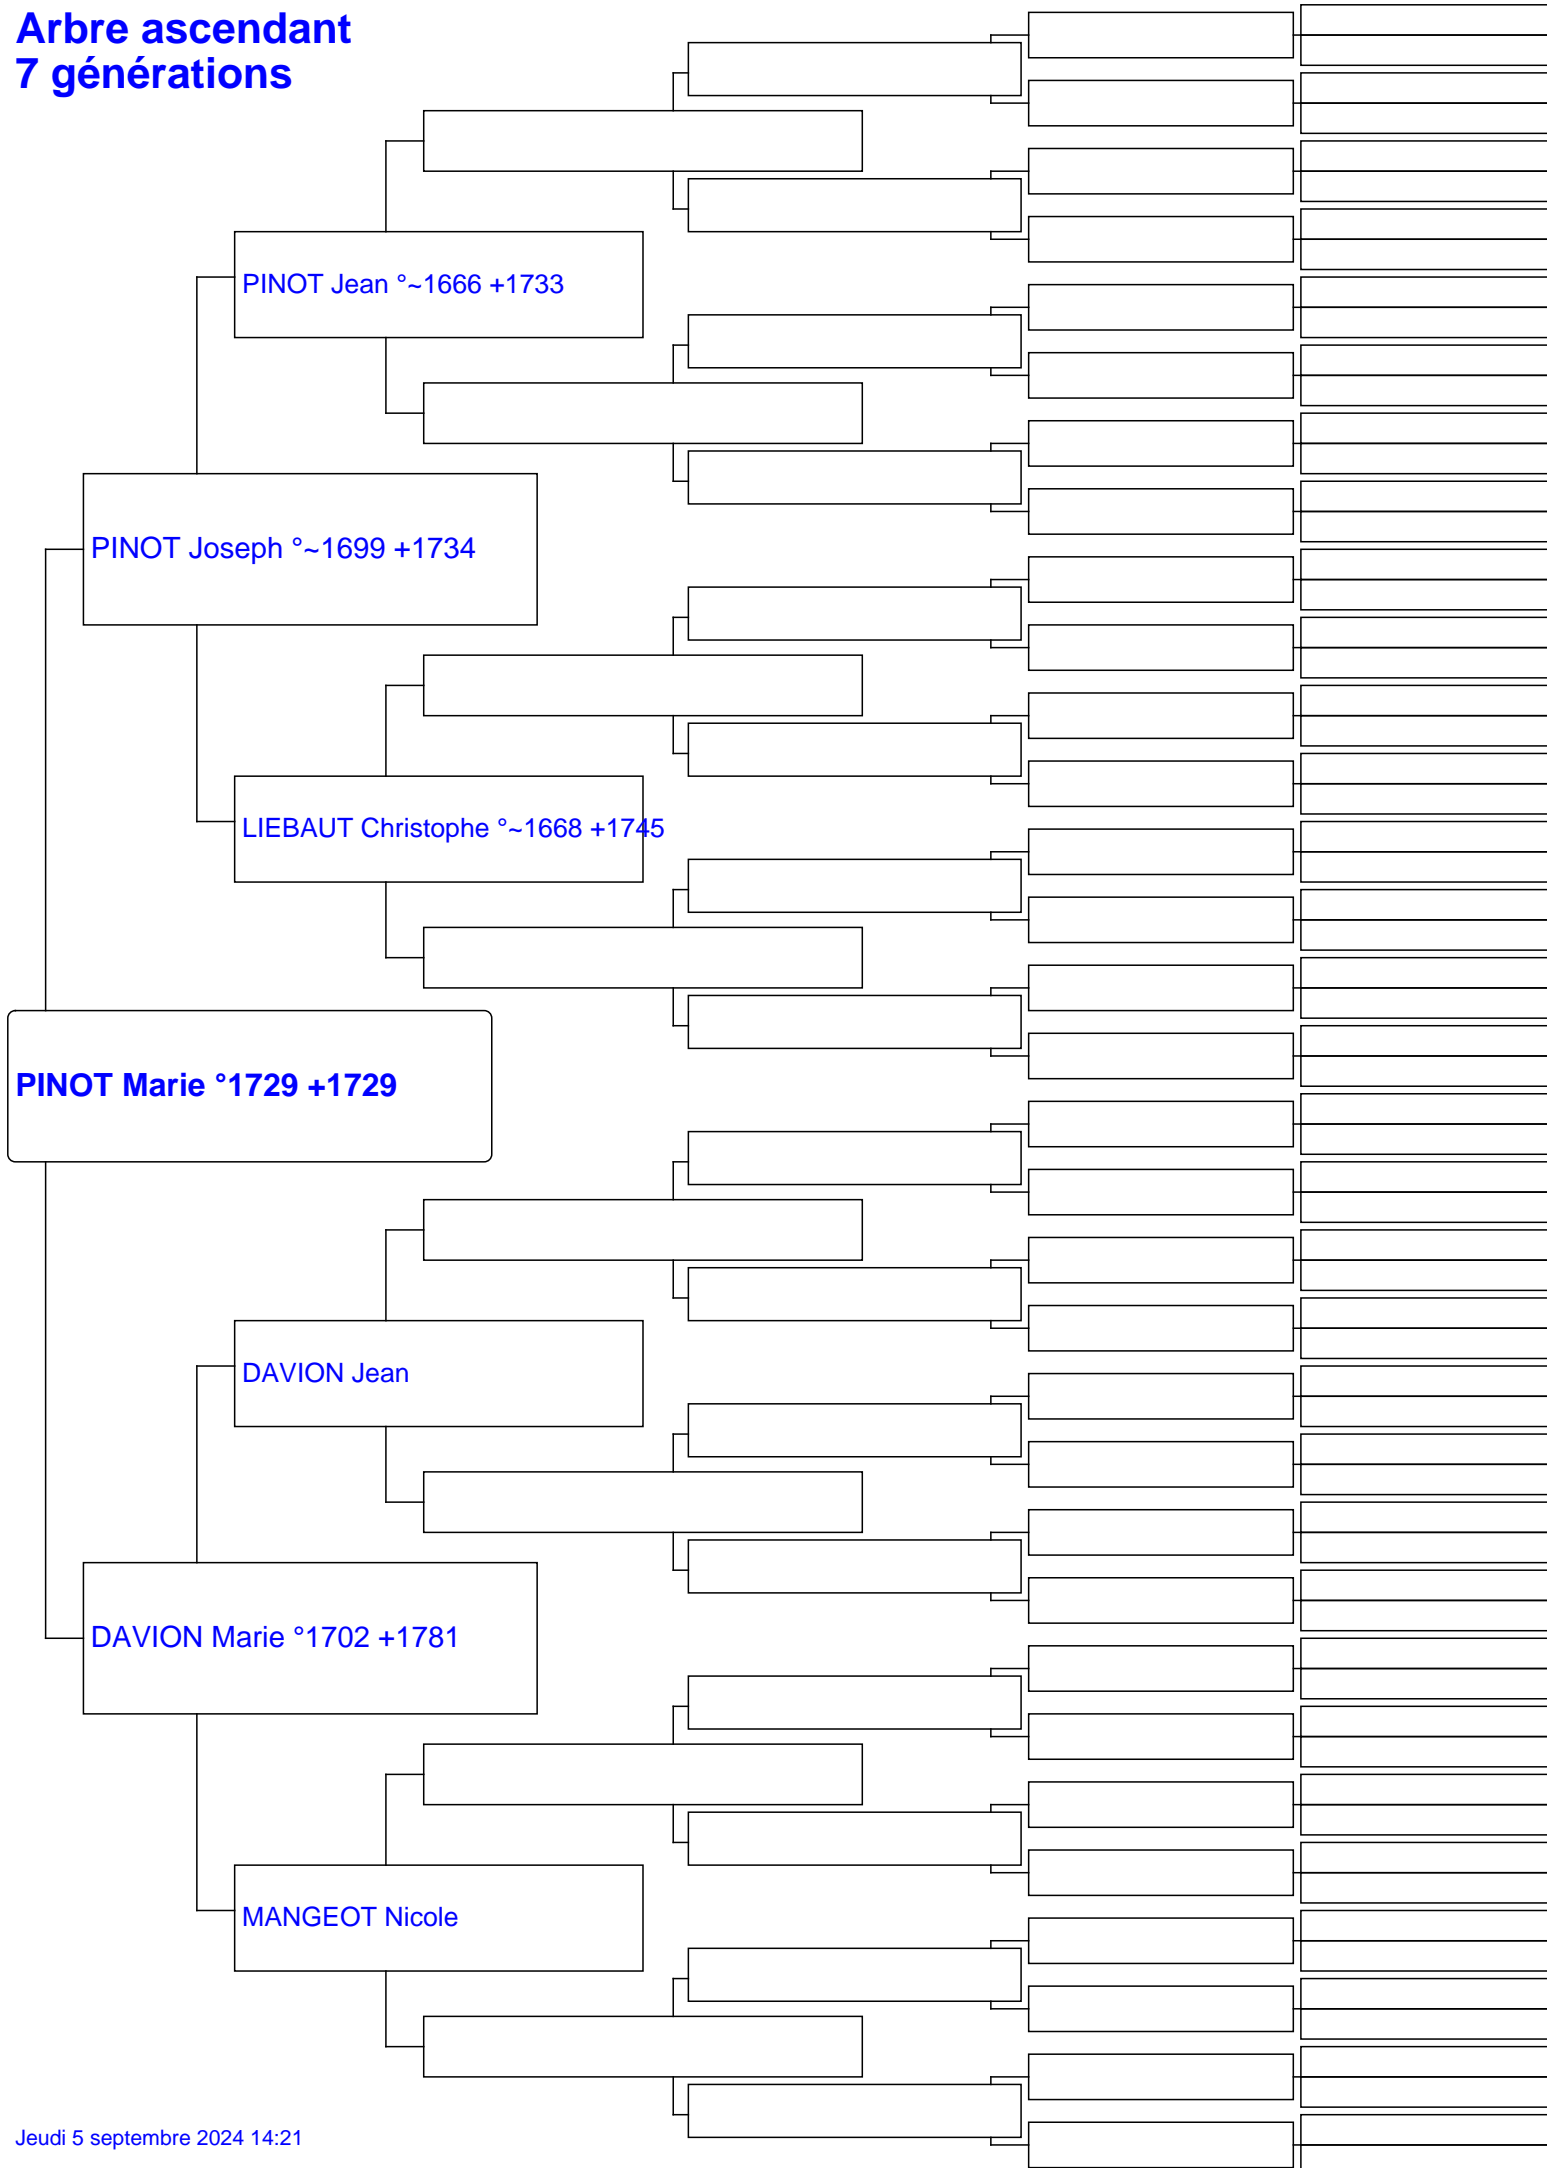 Arbre ascendant
7 générations
PINOT Jean °~1666 +1733
PINOT Joseph °~1699 +1734
LIEBAUT Christophe °~1668 +1745
PINOT Marie °1729 +1729
DAVION Jean
DAVION Marie °1702 +1781
MANGEOT Nicole
Jeudi 5 septembre 2024 14:21